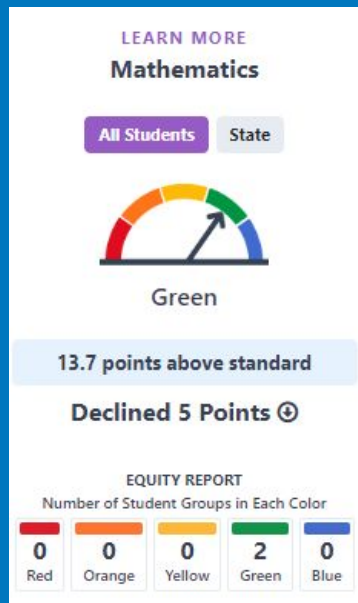 LEARN MORE
Mathematics
All Students State
Green
13.7 points above standard
Declined 5 Points
EQUITY REPORT
Number of Student Groups in Each Color
0 0 0 2 0
Red Orange Yellow Green Blue